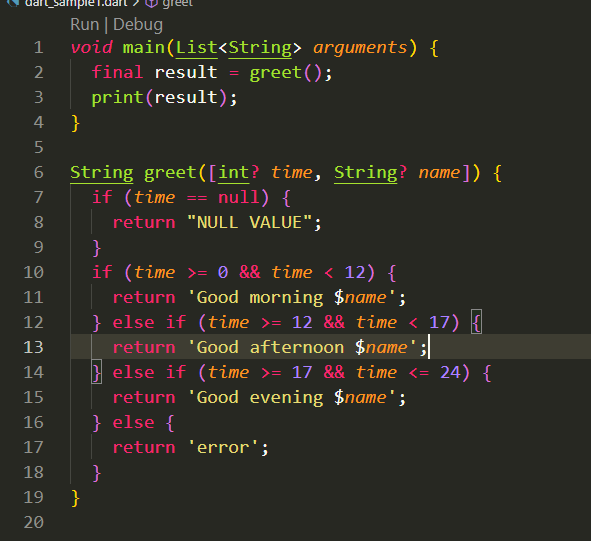 dart_sample1.dart > greet
Run | Debug
1 void main(List<String> arguments) {
2   final result = greet();
3   print(result);
4 }
5
6 String greet([int? time, String? name]) {
7   if (time == null) {
8     return "NULL VALUE";
9   }
10   if (time >= 0 && time < 12) {
11     return 'Good morning $name';
12   } else if (time >= 12 && time < 17) {
13     return 'Good afternoon $name';
14   } else if (time >= 17 && time <= 24) {
15     return 'Good evening $name';
16   } else {
17     return 'error';
18   }
19 }
20